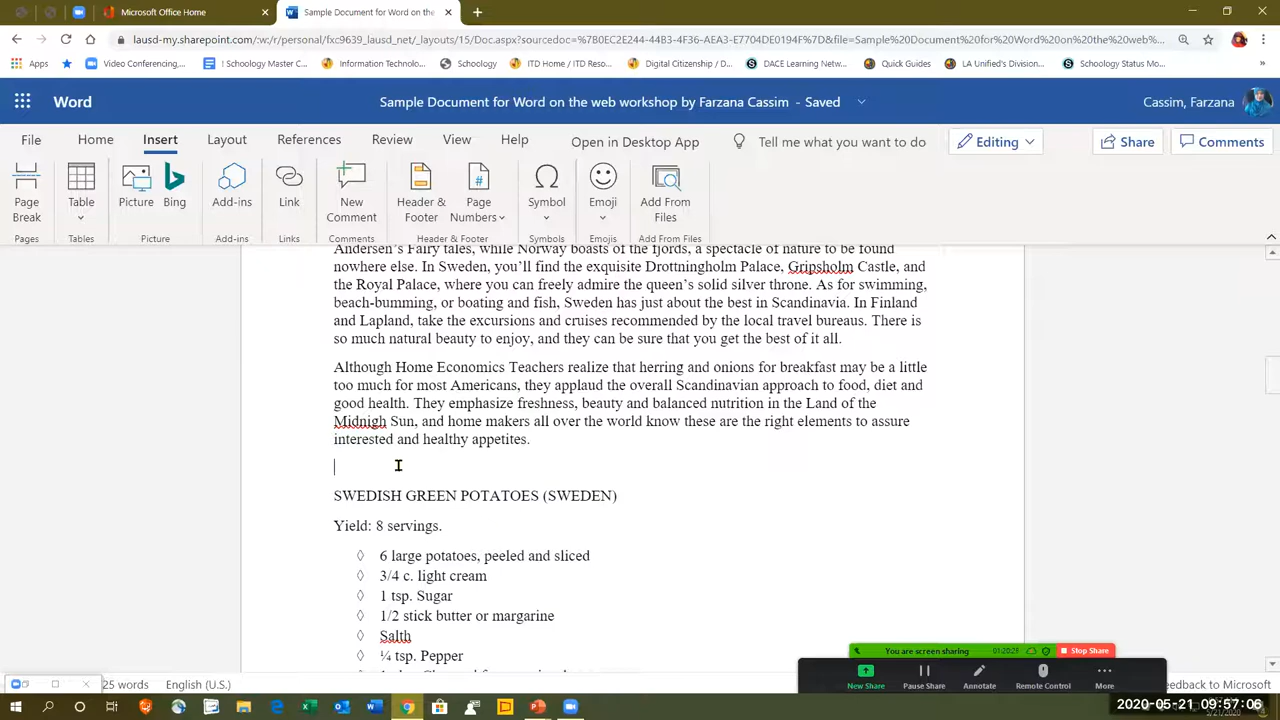 Microsoft Office Home
Sample Document for Word on the
lausd-my.sharepoint.com/:w:/r/personal/fxc9639_lausd_net/_layouts/15/Doc.aspx?sourcedoc=%7B0EC2E244-44B3-4F36-AEA3-E7704DE0194F%7D&file=Sample%20Document%20for%20Word%20on%20the%20web%...
Apps Video Conferencing,... ! Schoology Master C... Information Technolo... Schoology ITD Home / ITD Reso... Digital Citizenship / D... DACE Learning Netw... Quick Guides LA Unified's Division... Schoology Status Mo... »
Word Sample Document for Word on the web workshop by Farzana Cassim - Saved Cassim, Farzana
File Home Insert Layout References Review View Help Open in Desktop App Tell me what you want to do Editing Share Comments
Page Break Table Picture Bing Add-ins Link New Comment Header & Footer Page Numbers Symbol Emoji Add From Files
Pages Tables Picture Add-ins Links Comments Header & Footer Symbols Emojis Add From Files
Andersen's Fairy tales, while Norway boasts of the fjords, a spectacle of nature to be found
nowhere else. In Sweden, you'll find the exquisite Drottningholm Palace, Gripsholm Castle, and
the Royal Palace, where you can freely admire the queen's solid silver throne. As for swimming,
beach-bumming, or boating and fish, Sweden has just about the best in Scandinavia. In Finland
and Lapland, take the excursions and cruises recommended by the local travel bureaus. There is
so much natural beauty to enjoy, and they can be sure that you get the best of it all.
Although Home Economics Teachers realize that herring and onions for breakfast may be a little
too much for most Americans, they applaud the overall Scandinavian approach to food, diet and
good health. They emphasize freshness, beauty and balanced nutrition in the Land of the
Midnigh Sun, and home makers all over the world know these are the right elements to assure
interested and healthy appetites.
SWEDISH GREEN POTATOES (SWEDEN)
Yield: 8 servings.
◊ 6 large potatoes, peeled and sliced
◊ 3/4 c. light cream
◊ 1 tsp. Sugar
◊ 1/2 stick butter or margarine
◊ Salth
◊ ¼ tsp. Pepper
You are screen sharing 01:20:25 Stop Share
New Share Pause Share Annotate Remote Control More
25 words English (U.S.) eedback to Microsoft
2020-05-21 09:57:06